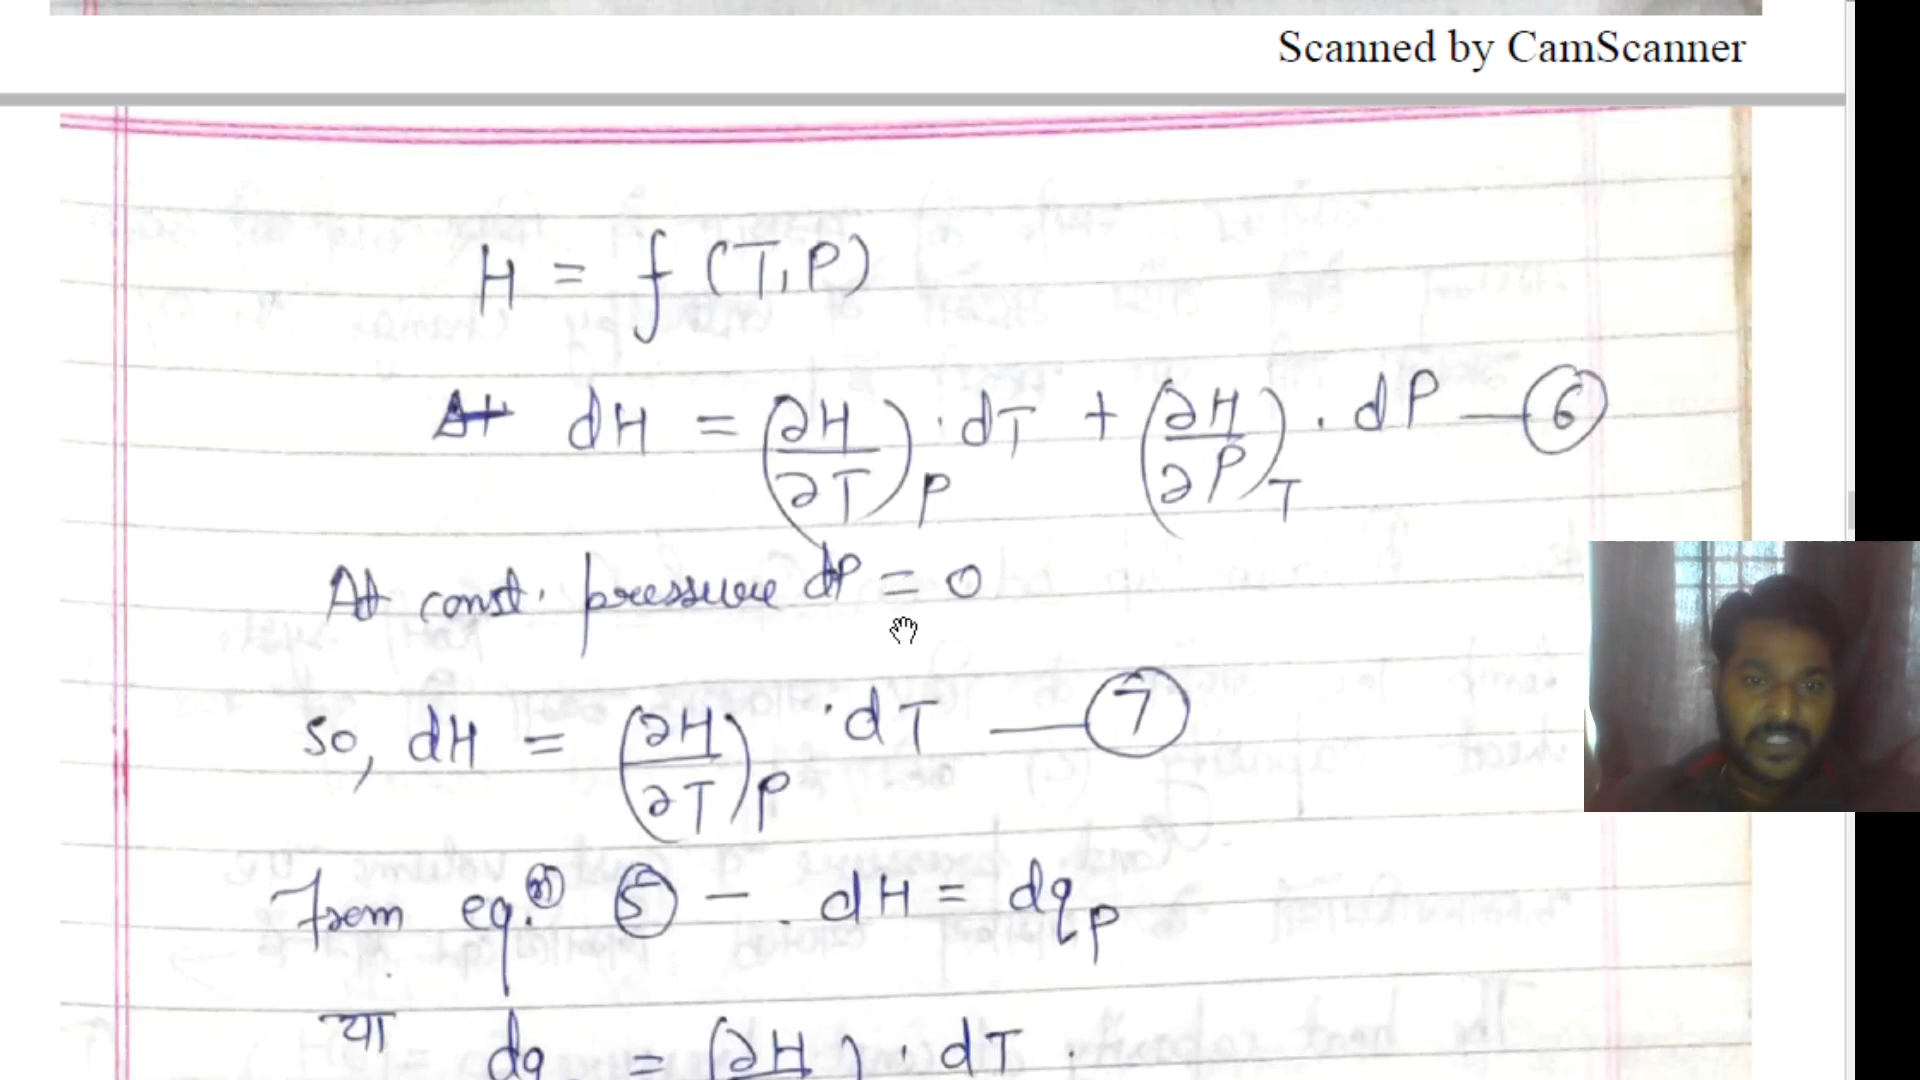 Scanned by CamScanner
H = f (T, P)
At dH = (∂H/∂T)P · dT + (∂H/∂P)T · dP — ⑥
At const. pressure dP = 0
So, dH = (∂H/∂T)P · dT — ⑦
From eq.ⁿ ⑤ – dH = dqP
या dq = (∂H ) · dT